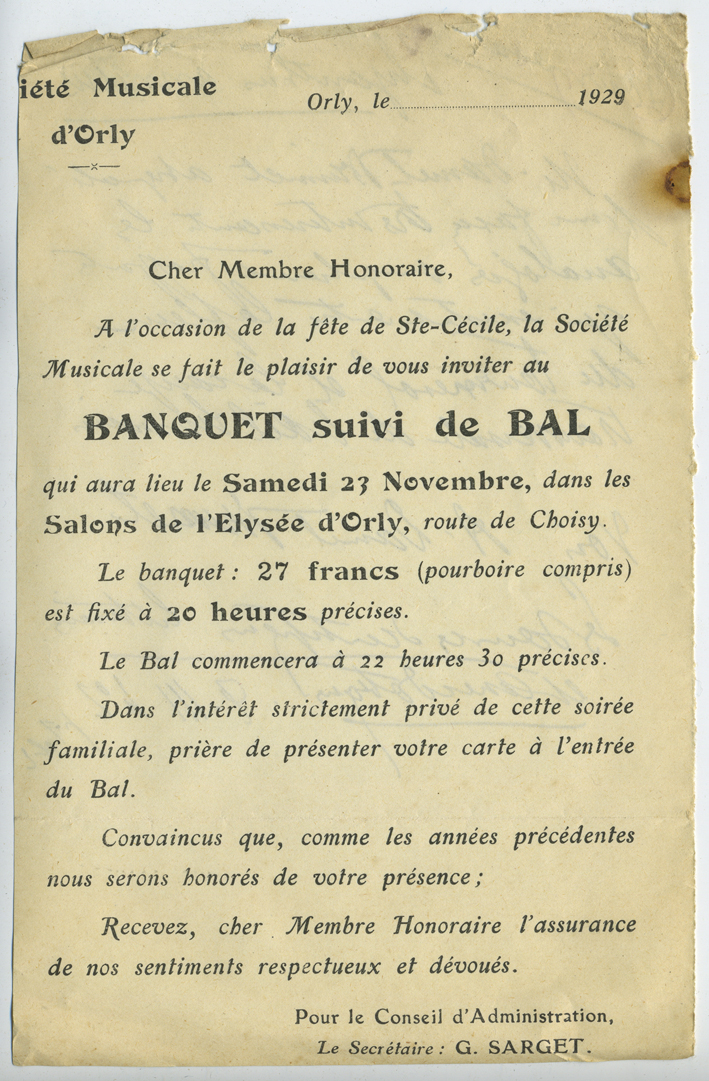 iété Musicale
d'Orly
Orly, le 1929
Cher Membre Honoraire,
A l'occasion de la fête de Ste-Cécile, la Société
Musicale se fait le plaisir de vous inviter au
BANQUET suivi de BAL
qui aura lieu le Samedi 23 Novembre, dans les
Salons de l'Elysée d'Orly, route de Choisy.
Le banquet : 27 francs (pourboire compris)
est fixé à 20 heures précises.
Le Bal commencera à 22 heures 30 précises.
Dans l'intérêt strictement privé de cette soirée
familiale, prière de présenter votre carte à l'entrée
du Bal.
Convaincus que, comme les années précédentes
nous serons honorés de votre présence ;
Recevez, cher Membre Honoraire l'assurance
de nos sentiments respectueux et dévoués.
Pour le Conseil d'Administration,
Le Secrétaire : G. SARGET.